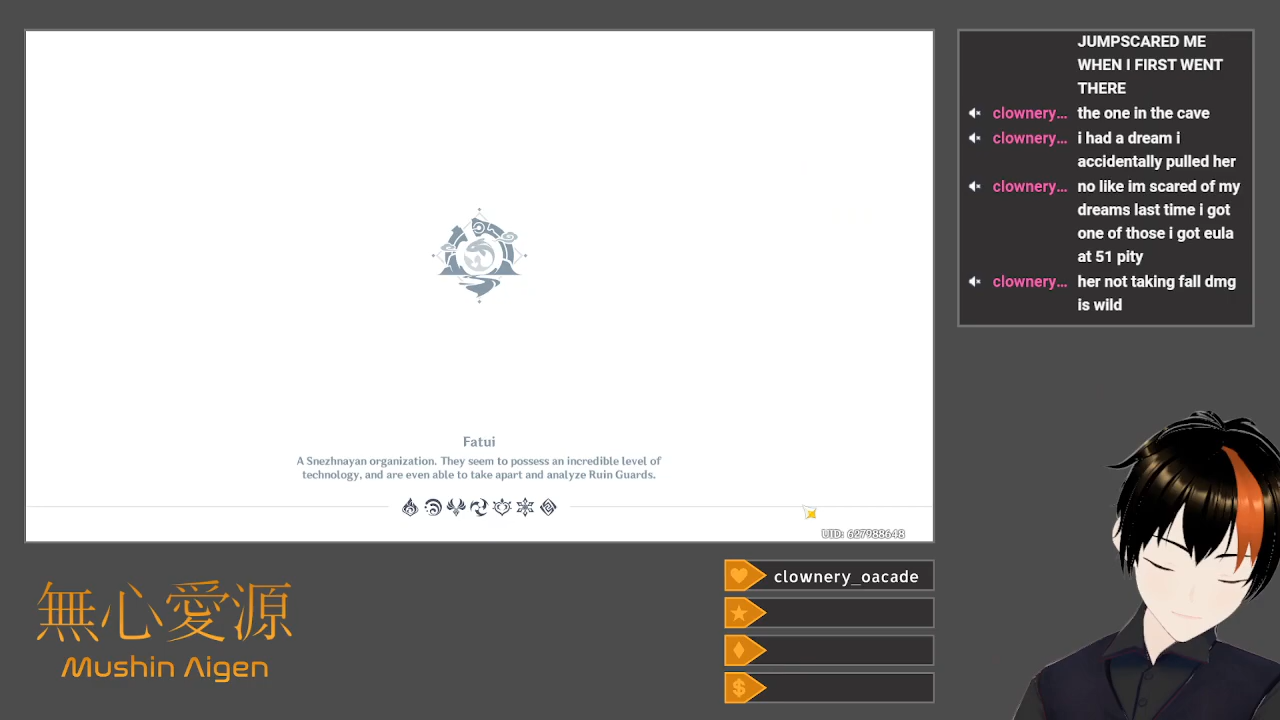 JUMPSCARED ME
WHEN I FIRST WENT
THERE
clownery… the one in the cave
clownery… i had a dream i
accidentally pulled her
clownery… no like im scared of my
dreams last time i got
one of those i got eula
at 51 pity
clownery… her not taking fall dmg
is wild
Fatui
A Snezhnayan organization. They seem to possess an incredible level of
technology, and are even able to take apart and analyze Ruin Guards.
UID: 627988648
clownery_oacade
無心愛源
Mushin Aigen